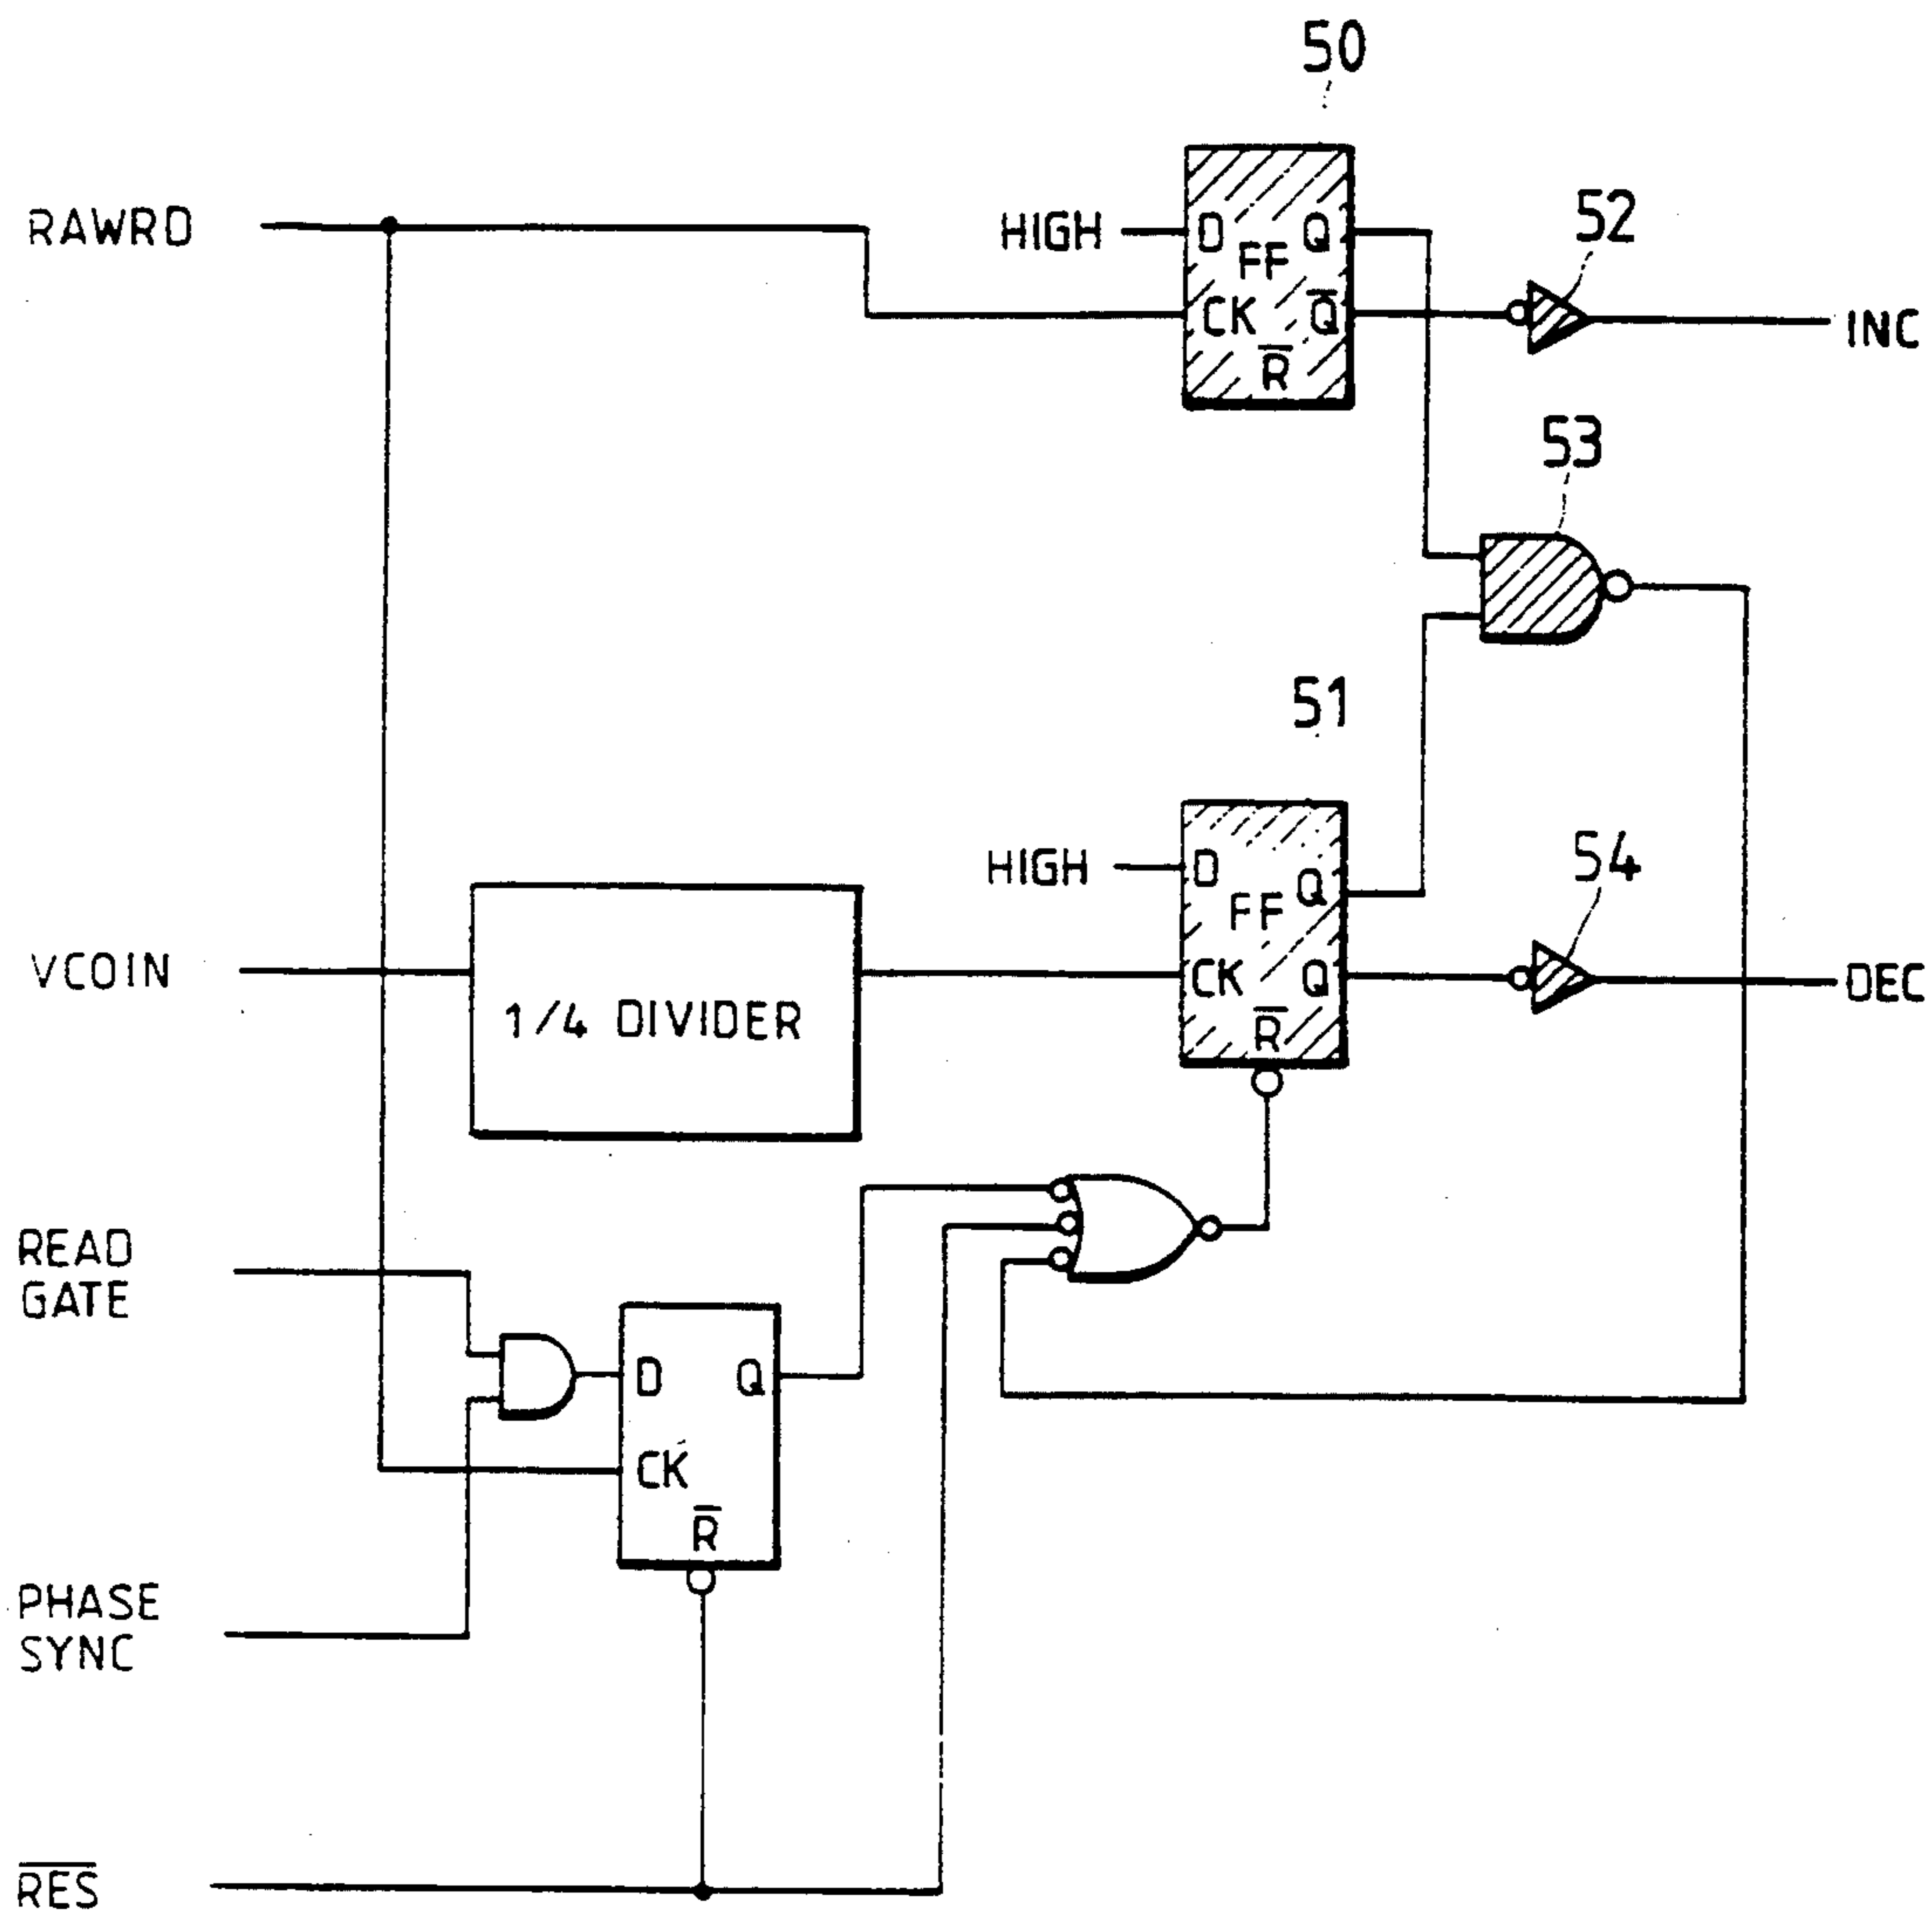 50
RAWRD
HIGH
D
Q
FF
52
CK
Q̅
INC
R̅
53
51
HIGH
D
Q
FF
54
VCOIN
1/4 DIVIDER
CK
Q
DEC
R̅
READ
GATE
D
Q
CK
R̅
PHASE
SYNC
R̅E̅S̅